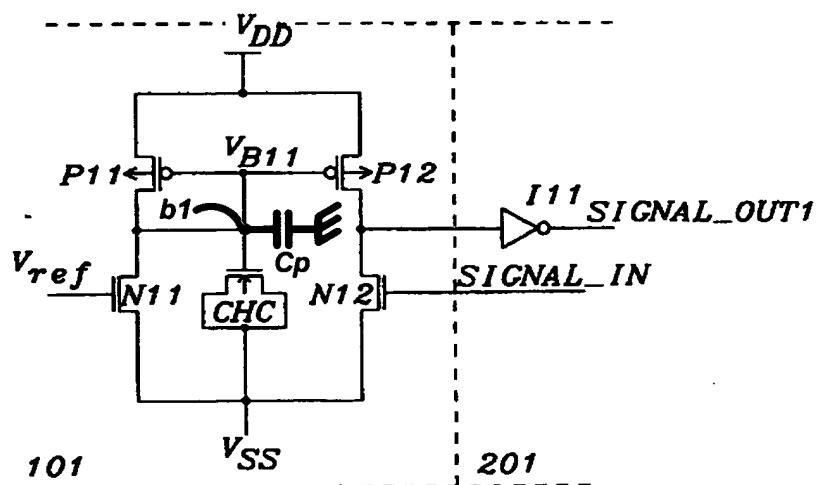 VDD
P11
VB11
P12
b1
I11
SIGNAL_OUT1
Cp
Vref
N11
CHC
N12
SIGNAL_IN
VSS
101
201